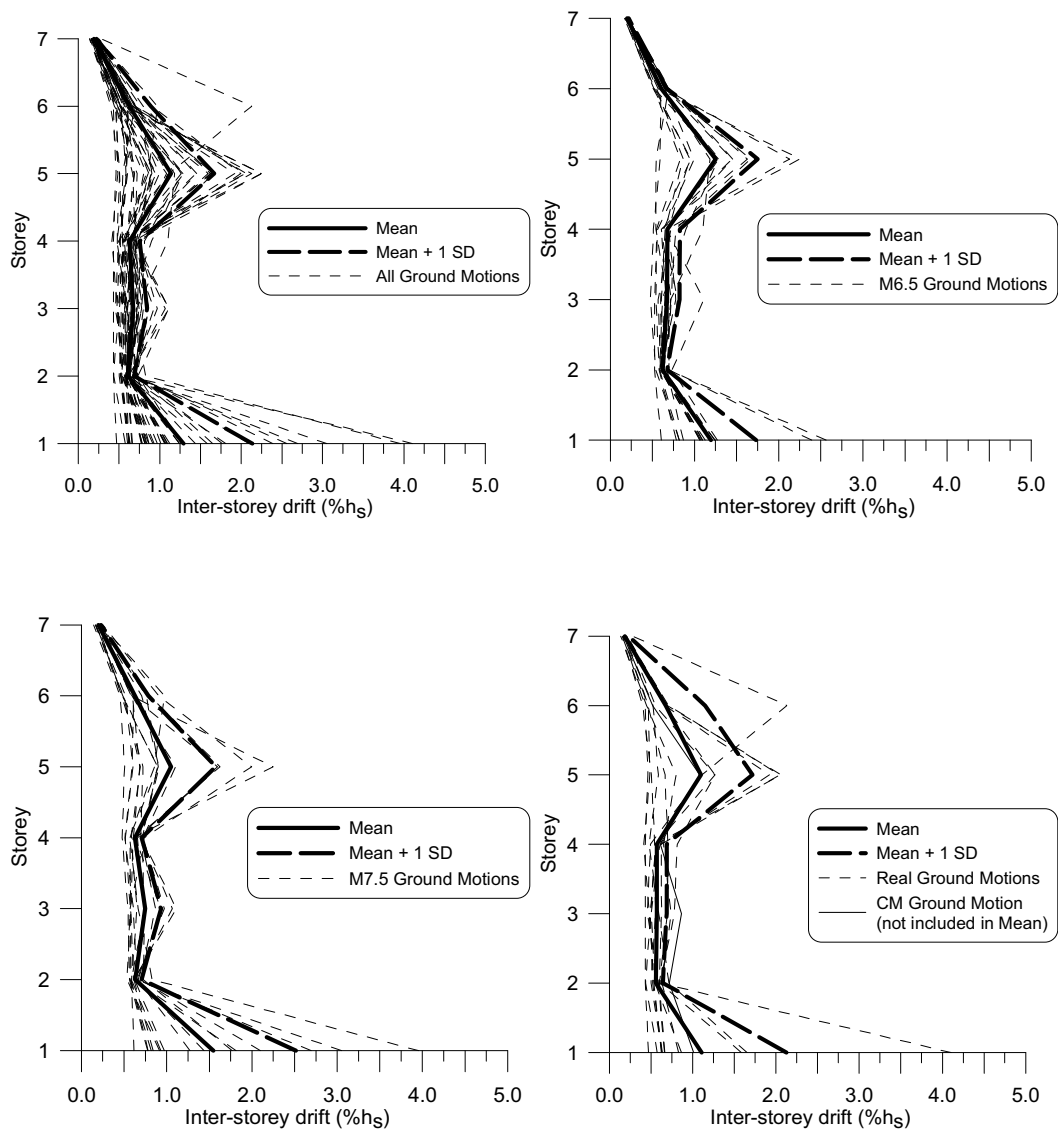 7
6
5
4
3
2
1
Storey
Mean
Mean + 1 SD
All Ground Motions
0.0 1.0 2.0 3.0 4.0 5.0
Inter-storey drift (%hs)
7
6
5
4
3
2
1
Storey
Mean
Mean + 1 SD
M6.5 Ground Motions
0.0 1.0 2.0 3.0 4.0 5.0
Inter-storey drift (%hs)
7
6
5
4
3
2
1
Storey
Mean
Mean + 1 SD
M7.5 Ground Motions
0.0 1.0 2.0 3.0 4.0 5.0
Inter-storey drift (%hs)
7
6
5
4
3
2
1
Storey
Mean
Mean + 1 SD
Real Ground Motions
CM Ground Motion
(not included in Mean)
0.0 1.0 2.0 3.0 4.0 5.0
Inter-storey drift (%hs)